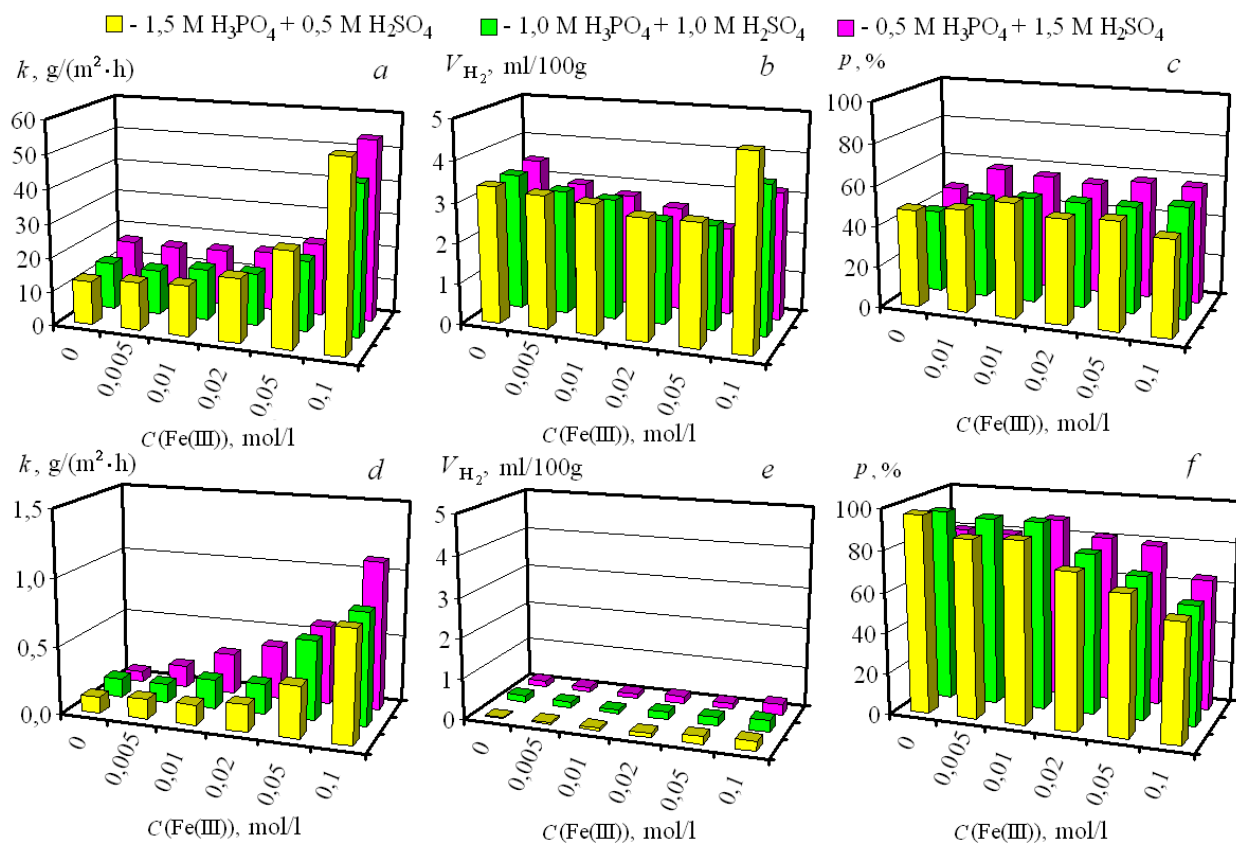 - 1,5 M H₃PO₄ + 0,5 M H₂SO₄ - 1,0 M H₃PO₄ + 1,0 M H₂SO₄ - 0,5 M H₃PO₄ + 1,5 M H₂SO₄
k, g/(m²·h) a
60
50
40
30
20
10
0
0 0,005 0,01 0,02 0,05 0,1
C(Fe(III)), mol/l
V_H₂, ml/100g b
5
4
3
2
1
0
0 0,005 0,01 0,02 0,05 0,1
C(Fe(III)), mol/l
p, % c
100
80
60
40
20
0
0 0,01 0,01 0,02 0,05 0,1
C(Fe(III)), mol/l
k, g/(m²·h) d
1,5
1,0
0,5
0,0
0 0,005 0,01 0,02 0,05 0,1
C(Fe(III)), mol/l
V_H₂, ml/100g e
5
4
3
2
1
0
0 0,005 0,01 0,02 0,05 0,1
C(Fe(III)), mol/l
p, % f
100
80
60
40
20
0
0 0,005 0,01 0,02 0,05 0,1
C(Fe(III)), mol/l